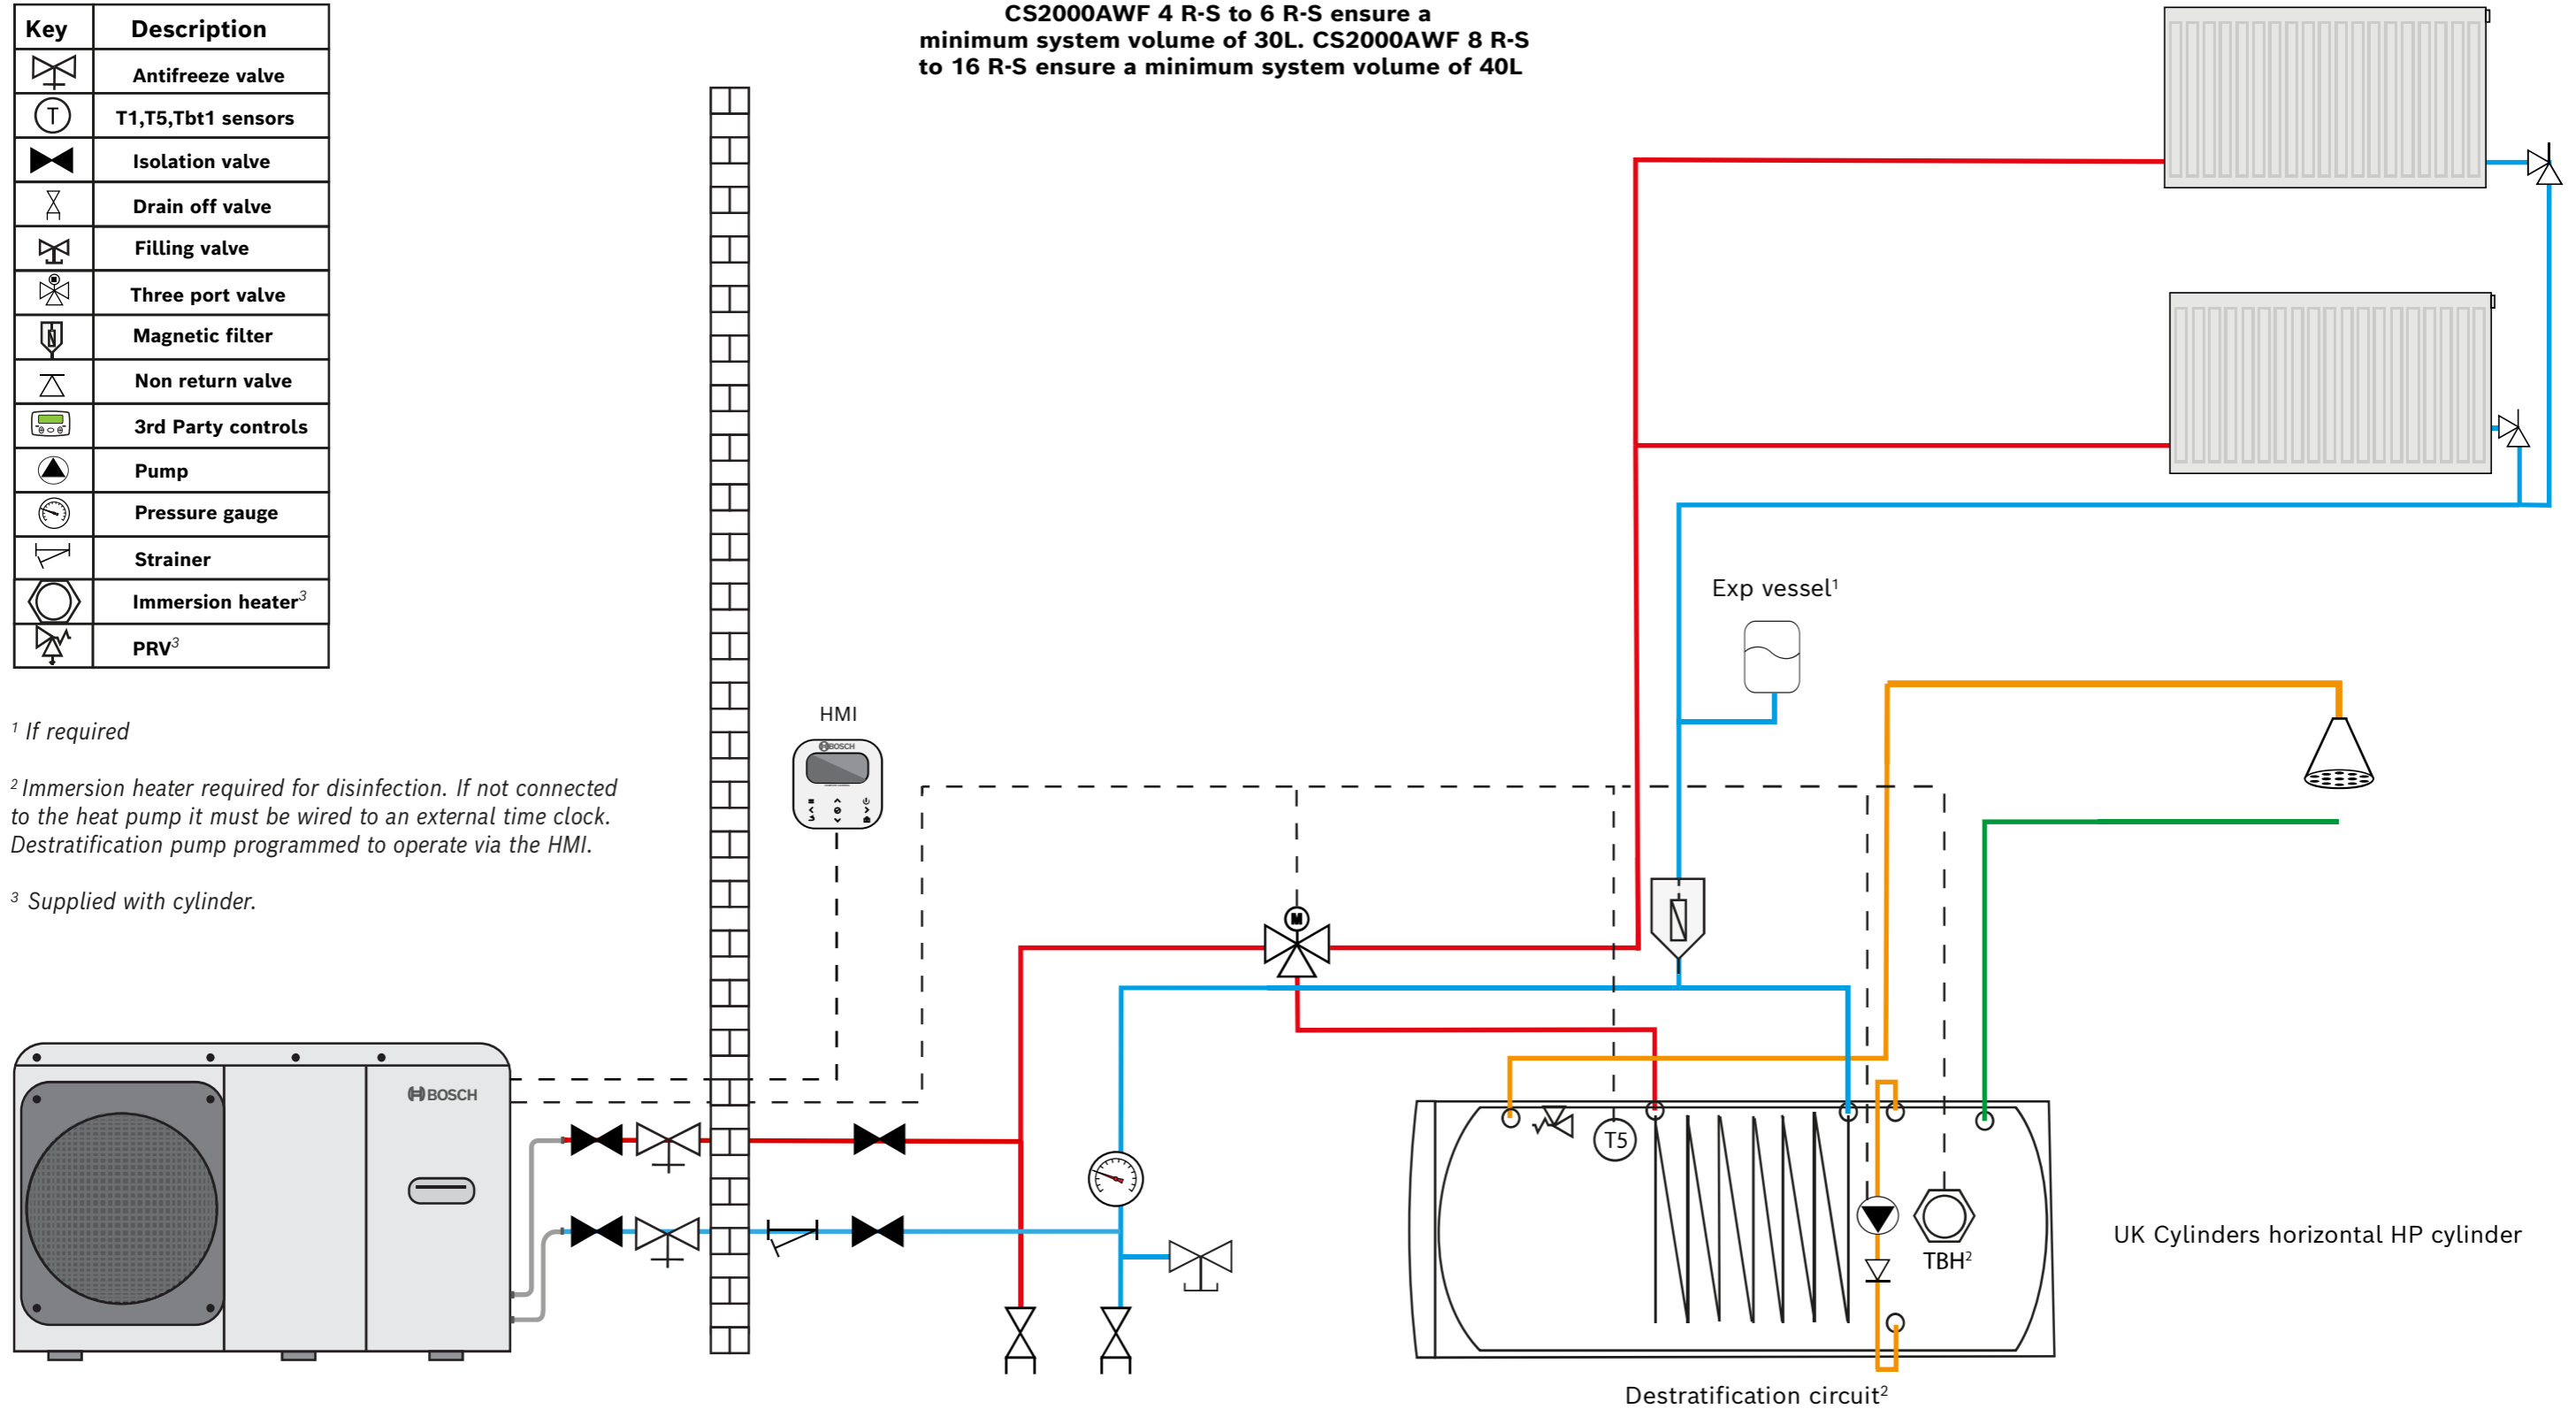 CS2000AWF 4 R-S to 6 R-S ensure a
minimum system volume of 30L. CS2000AWF 8 R-S
to 16 R-S ensure a minimum system volume of 40L
Key Description
Antifreeze valve
T T1,T5,Tbt1 sensors
Isolation valve
Drain off valve
Filling valve
Three port valve
Magnetic filter
Non return valve
3rd Party controls
Pump
Pressure gauge
Strainer
Immersion heater³
PRV³
¹ If required
² Immersion heater required for disinfection. If not connected
to the heat pump it must be wired to an external time clock.
Destratification pump programmed to operate via the HMI.
³ Supplied with cylinder.
HMI
BOSCH
Exp vessel¹
M
BOSCH
T5
TBH²
UK Cylinders horizontal HP cylinder
Destratification circuit²